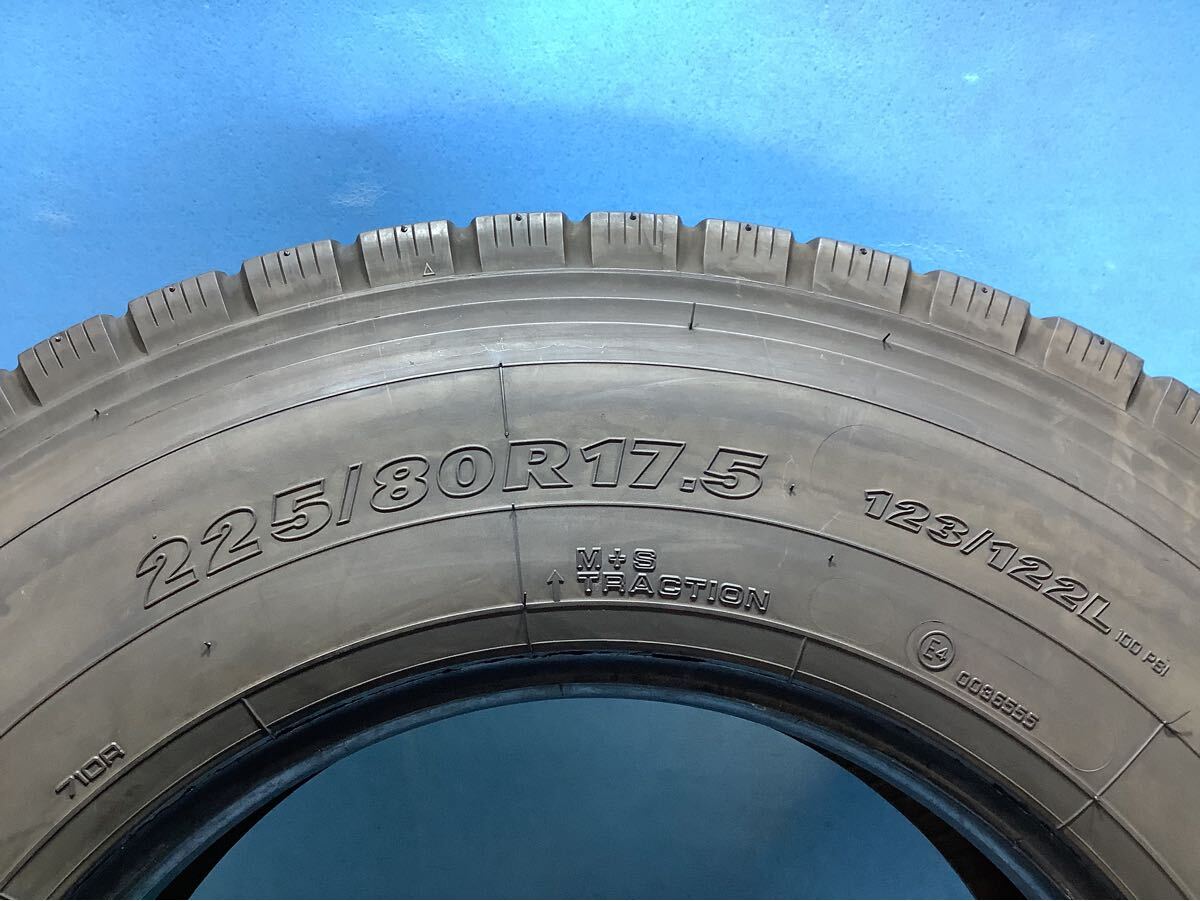 225/80R17.5
123/122L 100 PSI
M+S
TRACTION
E4
0036555
710R